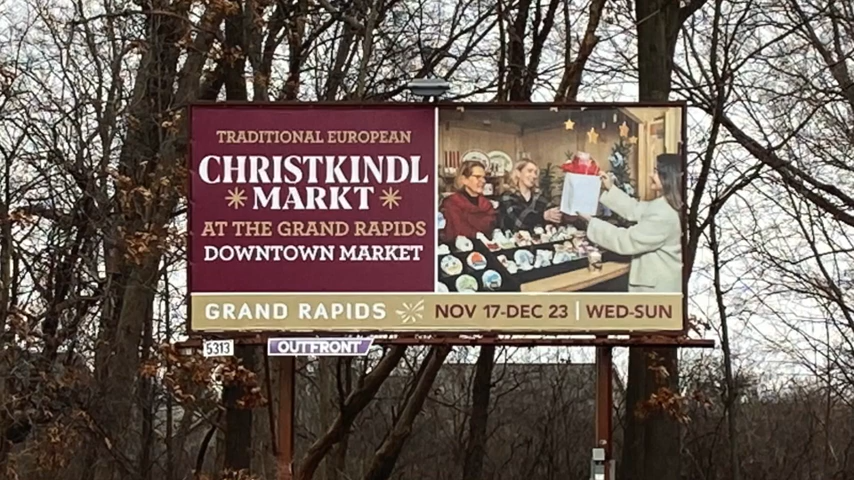 TRADITIONAL EUROPEAN
CHRISTKINDL
MARKT
AT THE GRAND RAPIDS
DOWNTOWN MARKET
GRAND RAPIDS NOV 17-DEC 23 | WED-SUN
5313 OUTFRONT